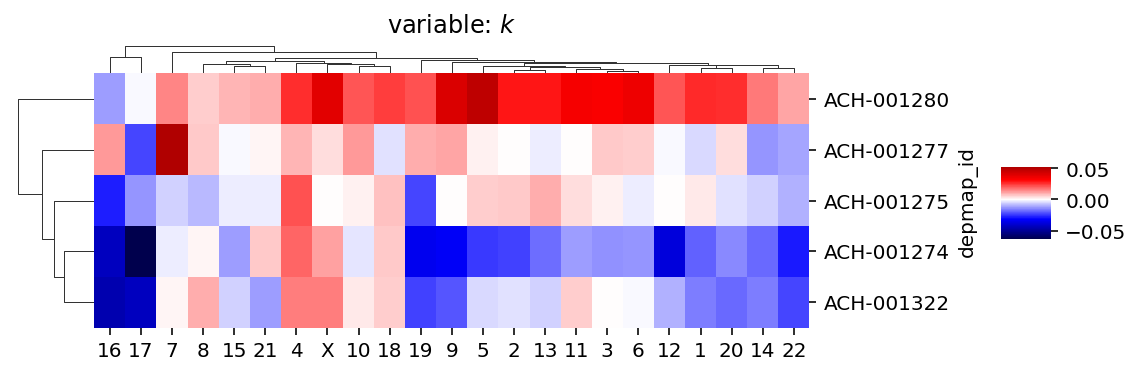 variable: k
ACH-001280
ACH-001277
ACH-001275
ACH-001274
ACH-001322
depmap_id
0.05
0.00
−0.05
16 17 7 8 15 21 4 X 10 18 19 9 5 2 13 11 3 6 12 1 20 14 22